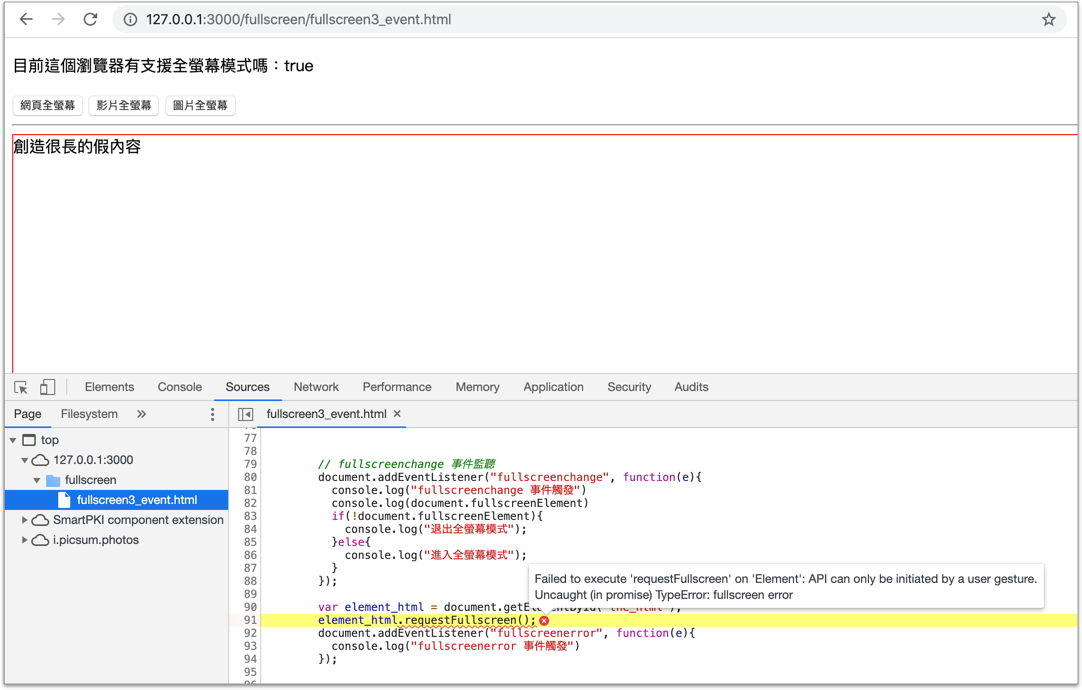 127.0.0.1:3000/fullscreen/fullscreen3_event.html
目前這個瀏覽器有支援全螢幕模式嗎：true
網頁全螢幕 影片全螢幕 圖片全螢幕
創造很長的假內容
Elements Console Sources Network Performance Memory Application Security Audits
Page Filesystem » fullscreen3_event.html ×
top
127.0.0.1:3000
fullscreen
fullscreen3_event.html
SmartPKI component extension
i.picsum.photos
77
78
79 // fullscreenchange 事件監聽
80 document.addEventListener("fullscreenchange", function(e){
81 console.log("fullscreenchange 事件觸發")
82 console.log(document.fullscreenElement)
83 if(!document.fullscreenElement){
84 console.log("退出全螢幕模式");
85 }else{
86 console.log("進入全螢幕模式");
87 }
88 });
Failed to execute 'requestFullscreen' on 'Element': API can only be initiated by a user gesture.
Uncaught (in promise) TypeError: fullscreen error
89
90 var element_html = document.getElementById("the_html");
91 element_html.requestFullscreen();
92 document.addEventListener("fullscreenerror", function(e){
93 console.log("fullscreenerror 事件觸發")
94 });
95